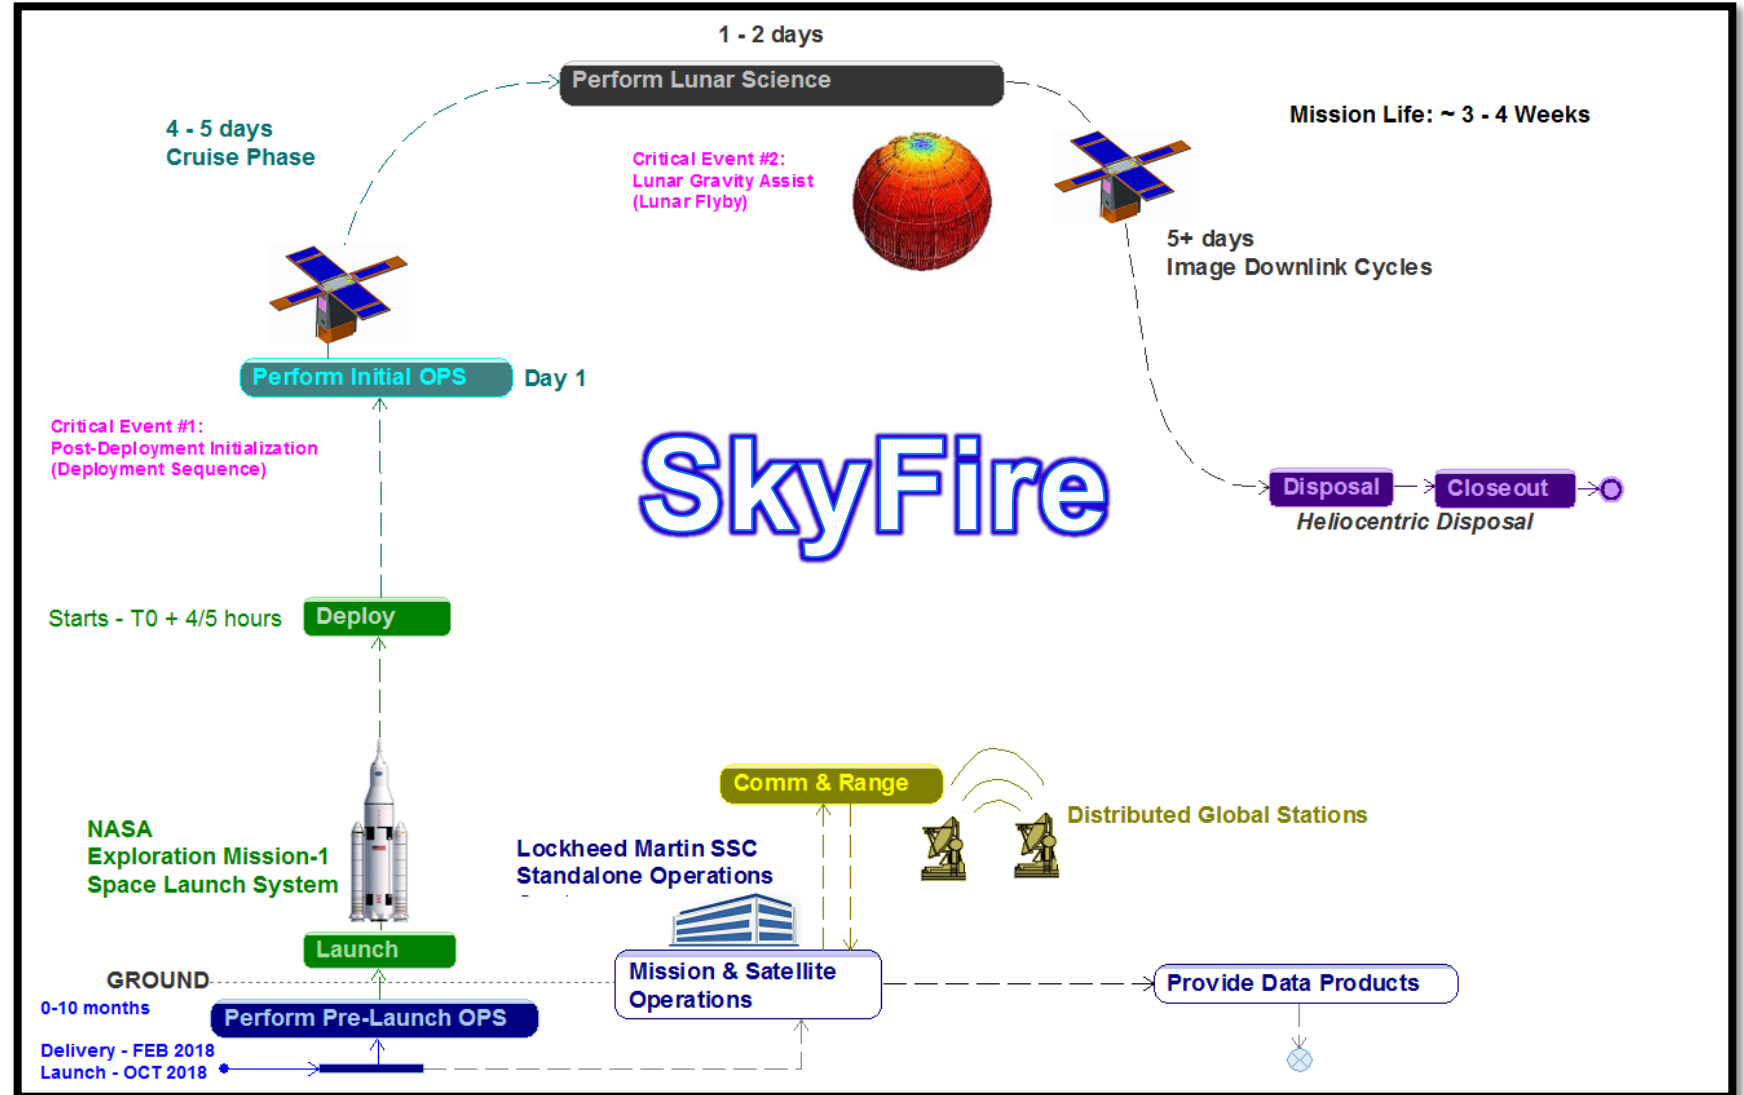 1 - 2 days
Perform Lunar Science
Mission Life: ~ 3 - 4 Weeks
4 - 5 days
Cruise Phase
Critical Event #2:
Lunar Gravity Assist
(Lunar Flyby)
5+ days
Image Downlink Cycles
Perform Initial OPS
Day 1
Critical Event #1:
Post-Deployment Initialization
(Deployment Sequence)
SkyFire
Disposal
Closeout
Heliocentric Disposal
Starts - T0 + 4/5 hours
Deploy
Comm & Range
Distributed Global Stations
NASA
Exploration Mission-1
Space Launch System
Lockheed Martin SSC
Standalone Operations
Launch
GROUND
Mission & Satellite
Operations
Provide Data Products
0-10 months
Perform Pre-Launch OPS
Delivery - FEB 2018
Launch - OCT 2018